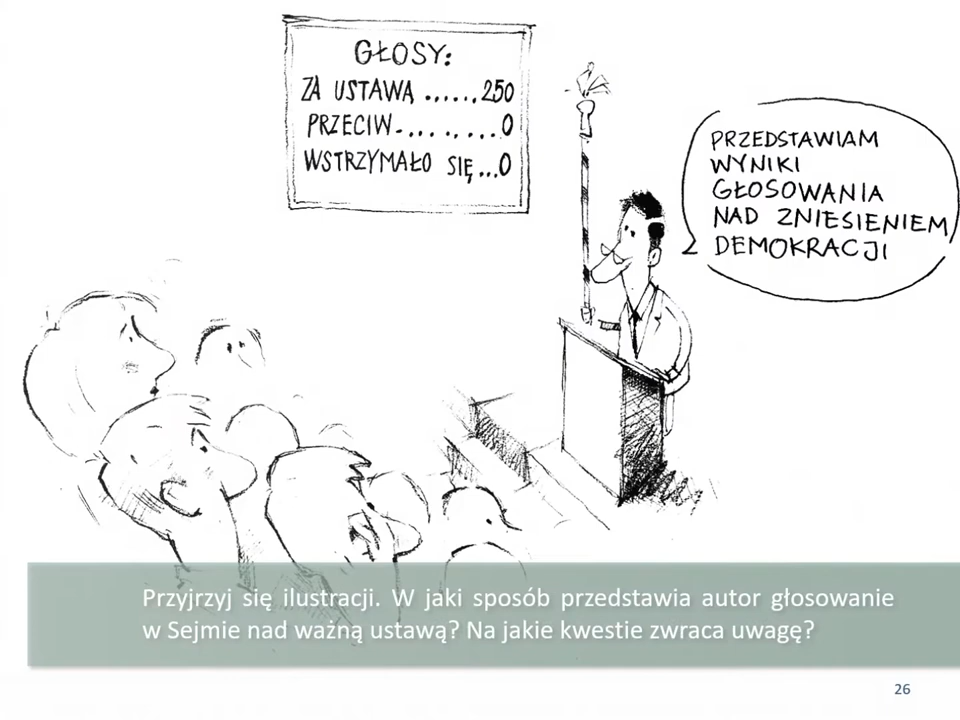 GŁOSY:
ZA USTAWĄ ......250
PRZECIW-.........0
WSTRZYMAŁO SIĘ...0
PRZEDSTAWIAM
WYNIKI
GŁOSOWANIA
NAD ZNIESIENIEM
DEMOKRACJI
Przyjrzyj się ilustracji. W jaki sposób przedstawia autor głosowanie
w Sejmie nad ważną ustawą? Na jakie kwestie zwraca uwagę?
26